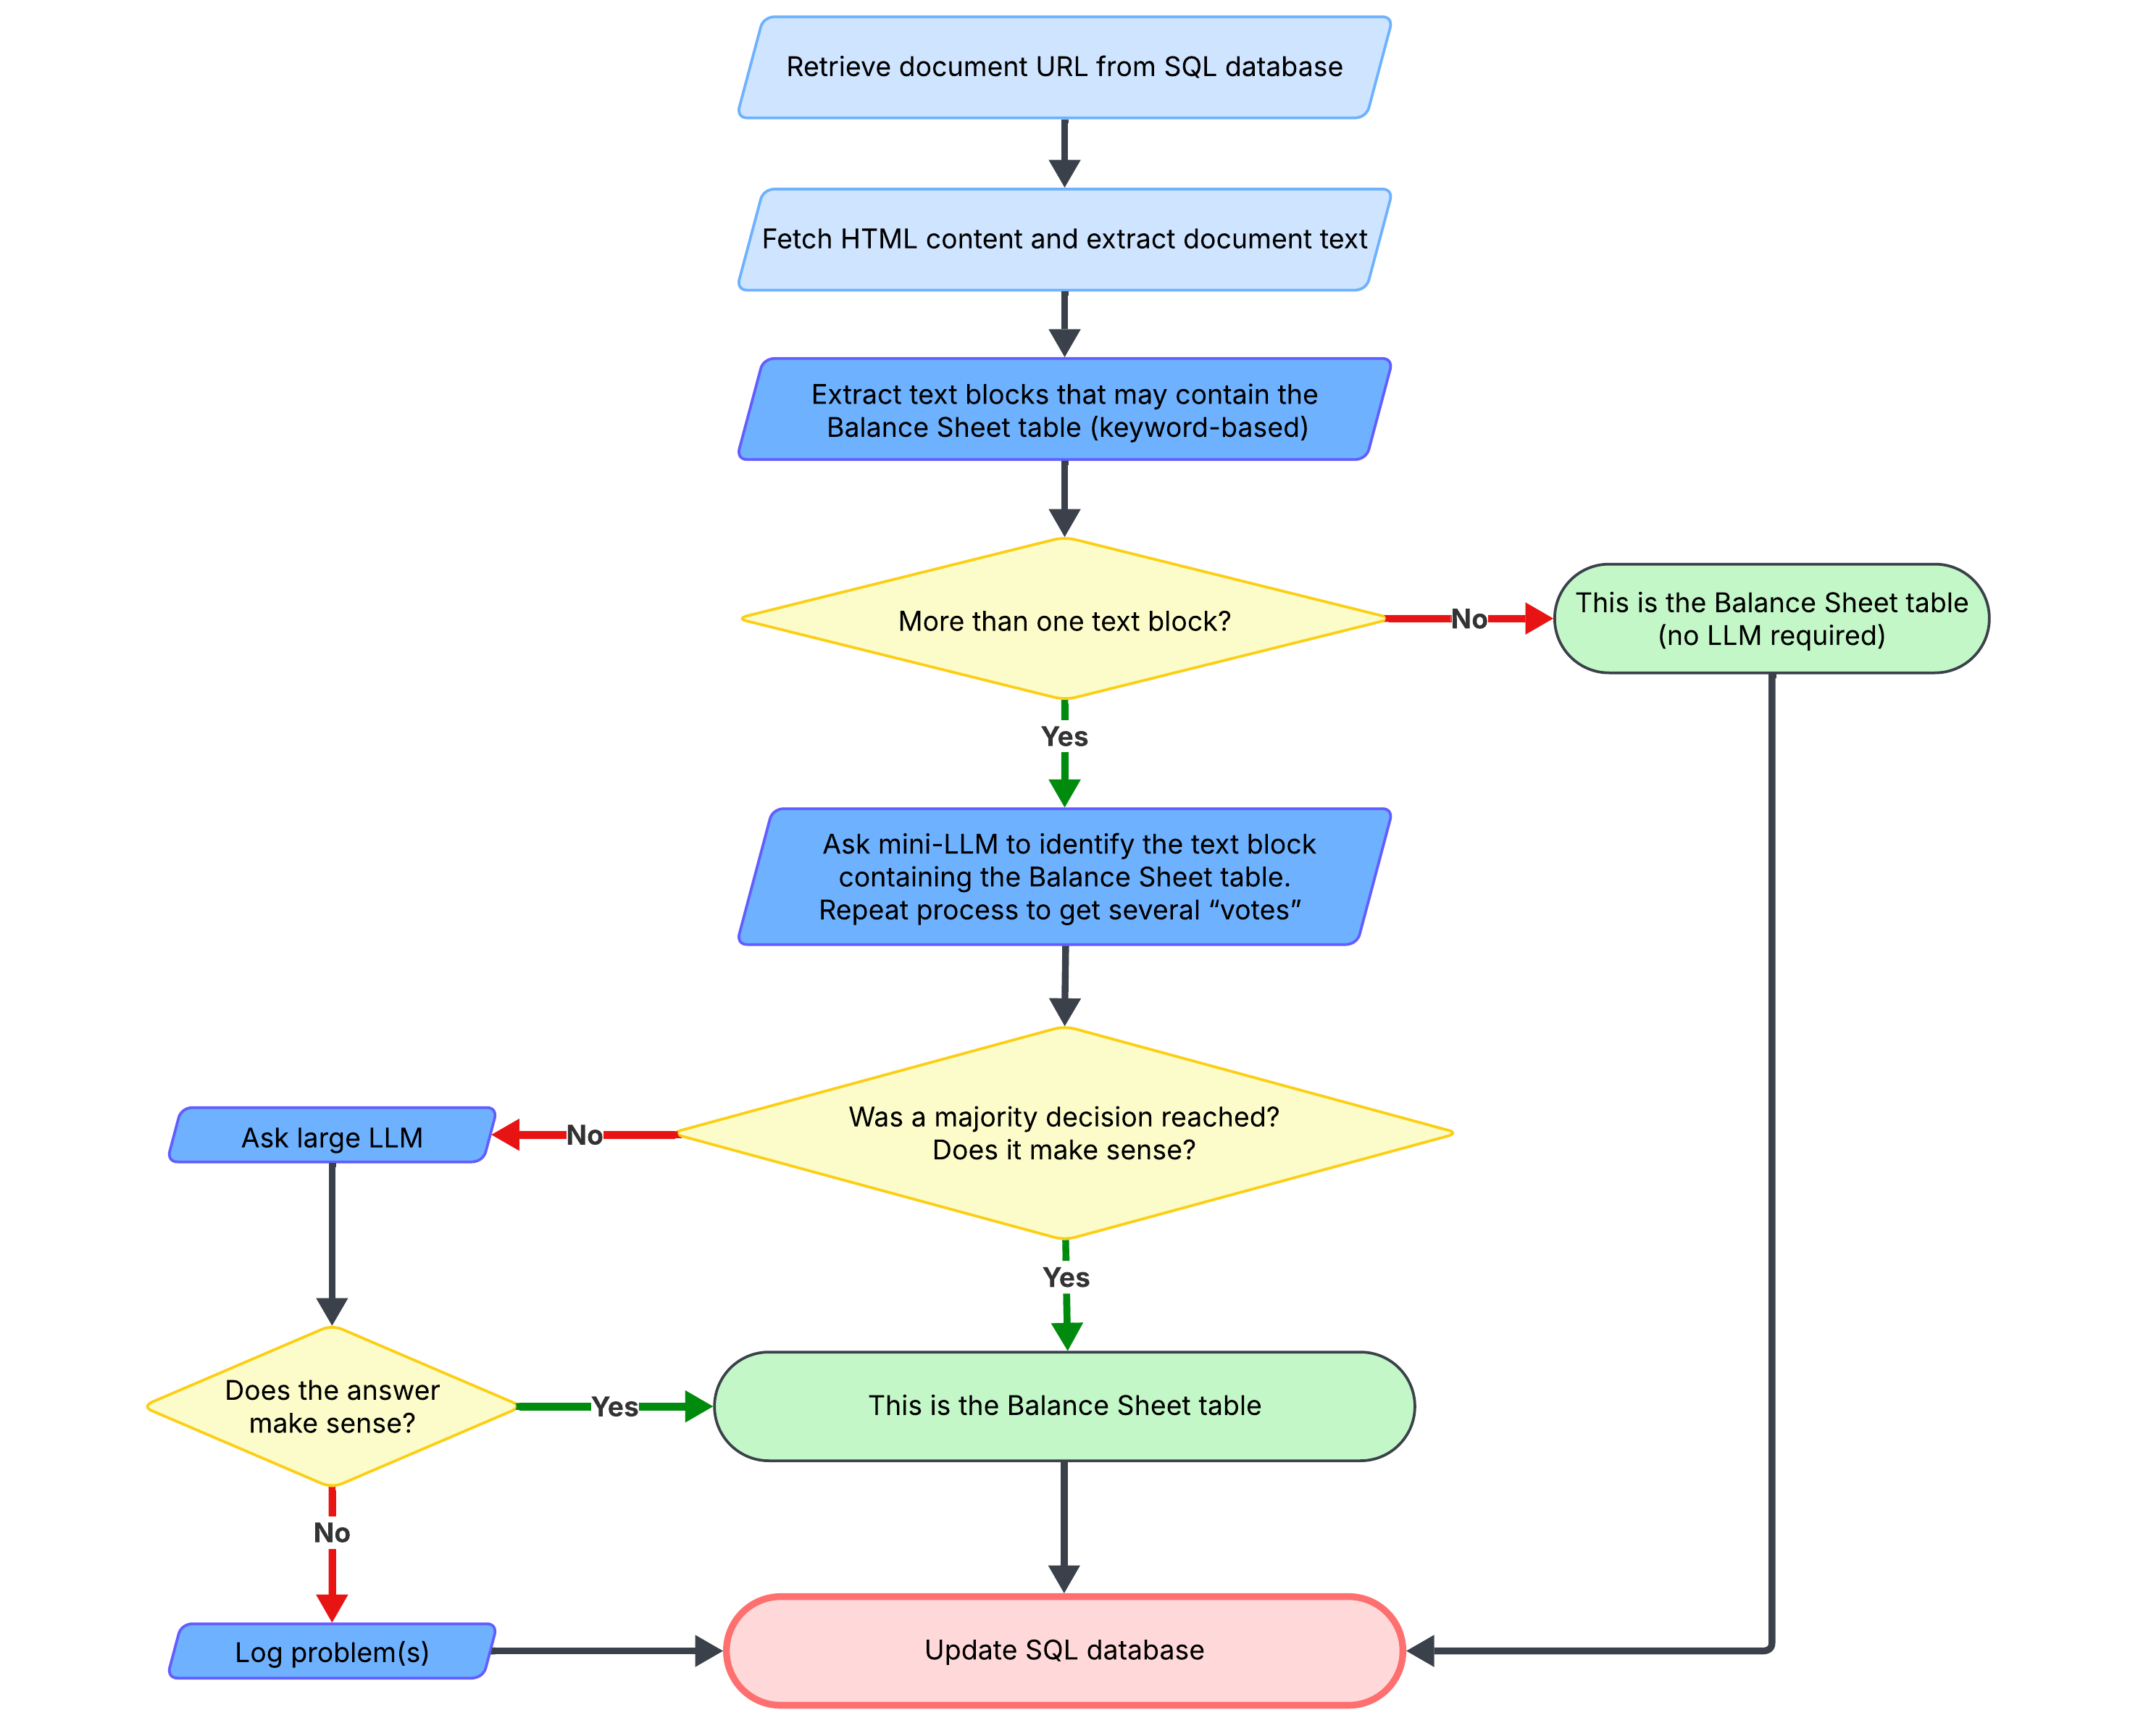 Retrieve document URL from SQL database
Fetch HTML content and extract document text
Extract text blocks that may contain the
Balance Sheet table (keyword-based)
More than one text block?
No
This is the Balance Sheet table
(no LLM required)
Yes
Ask mini-LLM to identify the text block
containing the Balance Sheet table.
Repeat process to get several “votes”
Was a majority decision reached?
Does it make sense?
No
Ask large LLM
Yes
Does the answer
make sense?
Yes
This is the Balance Sheet table
No
Log problem(s)
Update SQL database